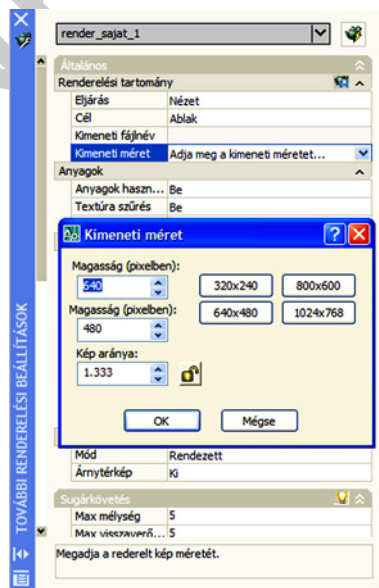 render_sajat_1
Általános
Renderelési tartomány
Eljárás Nézet
Cél Ablak
Kimeneti fájlnév
Kimeneti méret Adja meg a kimeneti méretet...
Anyagok
Anyagok haszn... Be
Textúra szűrés Be
Kimeneti méret
Magasság (pixelben):
640 320x240 800x600
Magasság (pixelben):
480 640x480 1024x768
Kép aránya:
1.333
OK Mégse
Mód Rendezett
Árnytérkép Ki
Sugárkövetés
Max mélység 5
Max visszaverő... 5
Megadja a rederelt kép méretét.
TOVÁBBI RENDERELÉSI BEÁLLÍTÁSOK